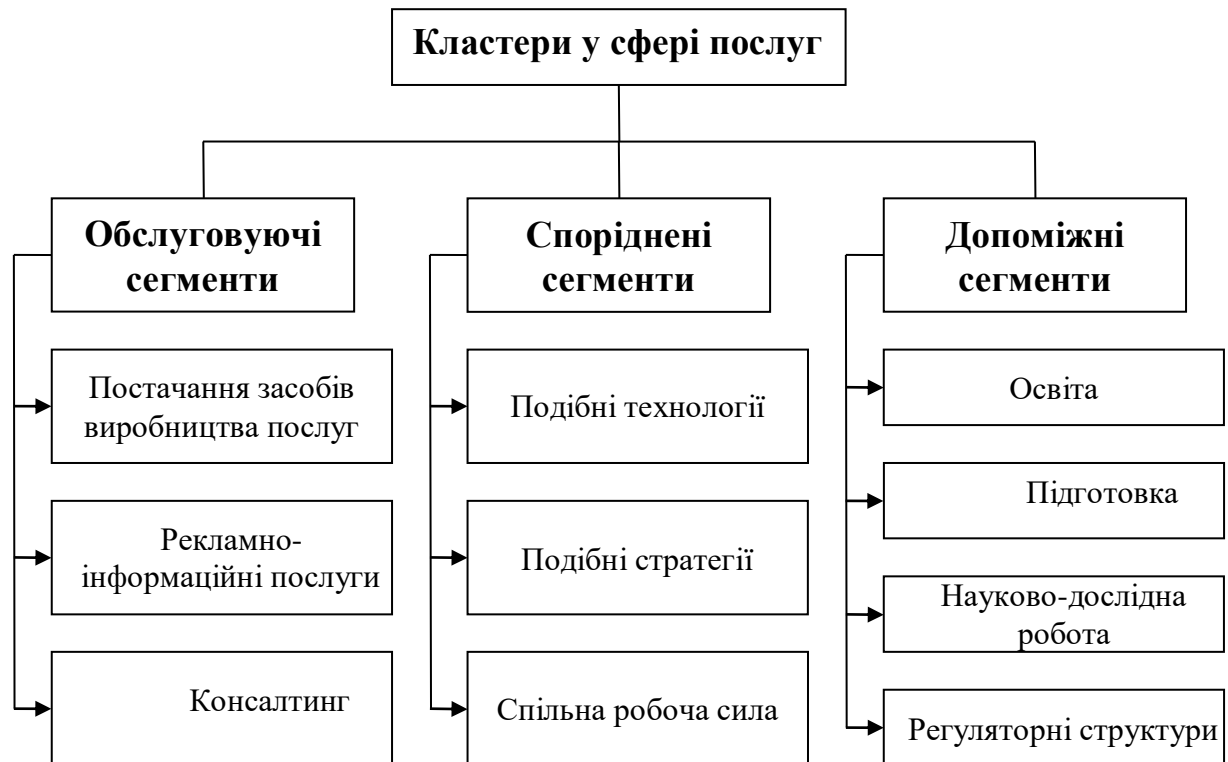 Кластери у сфері послуг
Обслуговуючі
сегменти
Постачання засобів
виробництва послуг
Рекламно-
інформаційні послуги
Консалтинг
Споріднені
сегменти
Подібні технології
Подібні стратегії
Спільна робоча сила
Допоміжні
сегменти
Освіта
Підготовка
Науково-дослідна
робота
Регуляторні структури